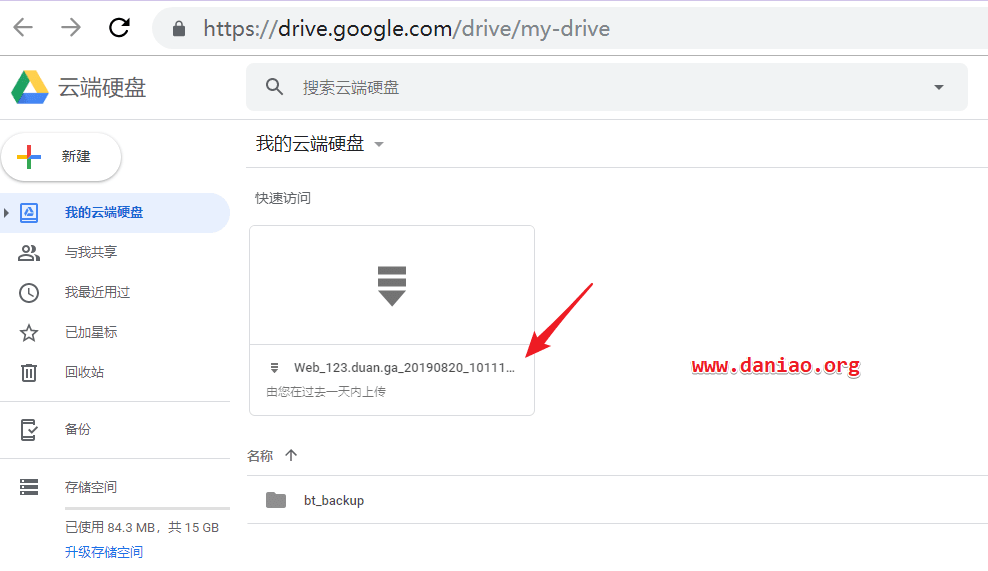 https://drive.google.com/drive/my-drive
云端硬盘
搜索云端硬盘
新建
我的云端硬盘
与我共享
我最近用过
已加星标
回收站
备份
存储空间
已使用 84.3 MB，共 15 GB
升级存储空间
我的云端硬盘
快速访问
Web_123.duan.ga_20190820_10111...
由您在过去一天内上传
www.daniao.org
名称
bt_backup